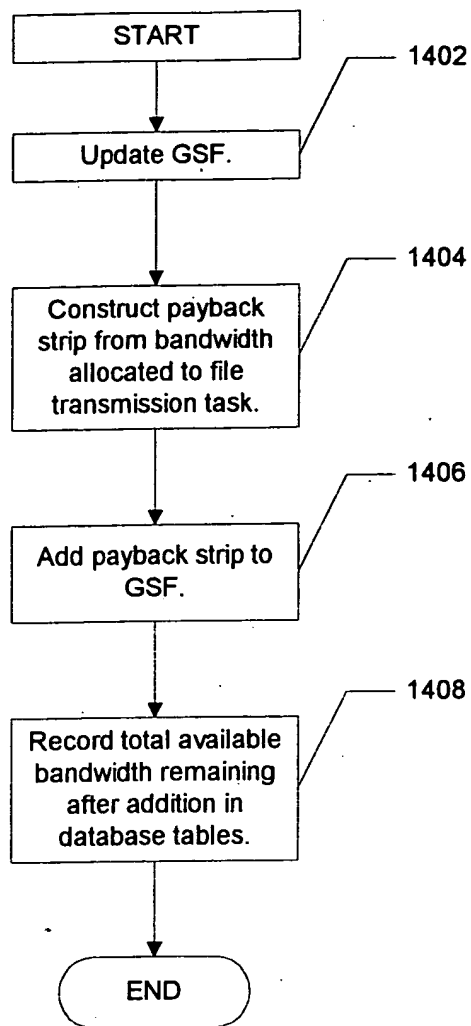 START
1402
Update GSF.
1404
Construct payback
strip from bandwidth
allocated to file
transmission task.
1406
Add payback strip to
GSF.
1408
Record total available
bandwidth remaining
after addition in
database tables.
END